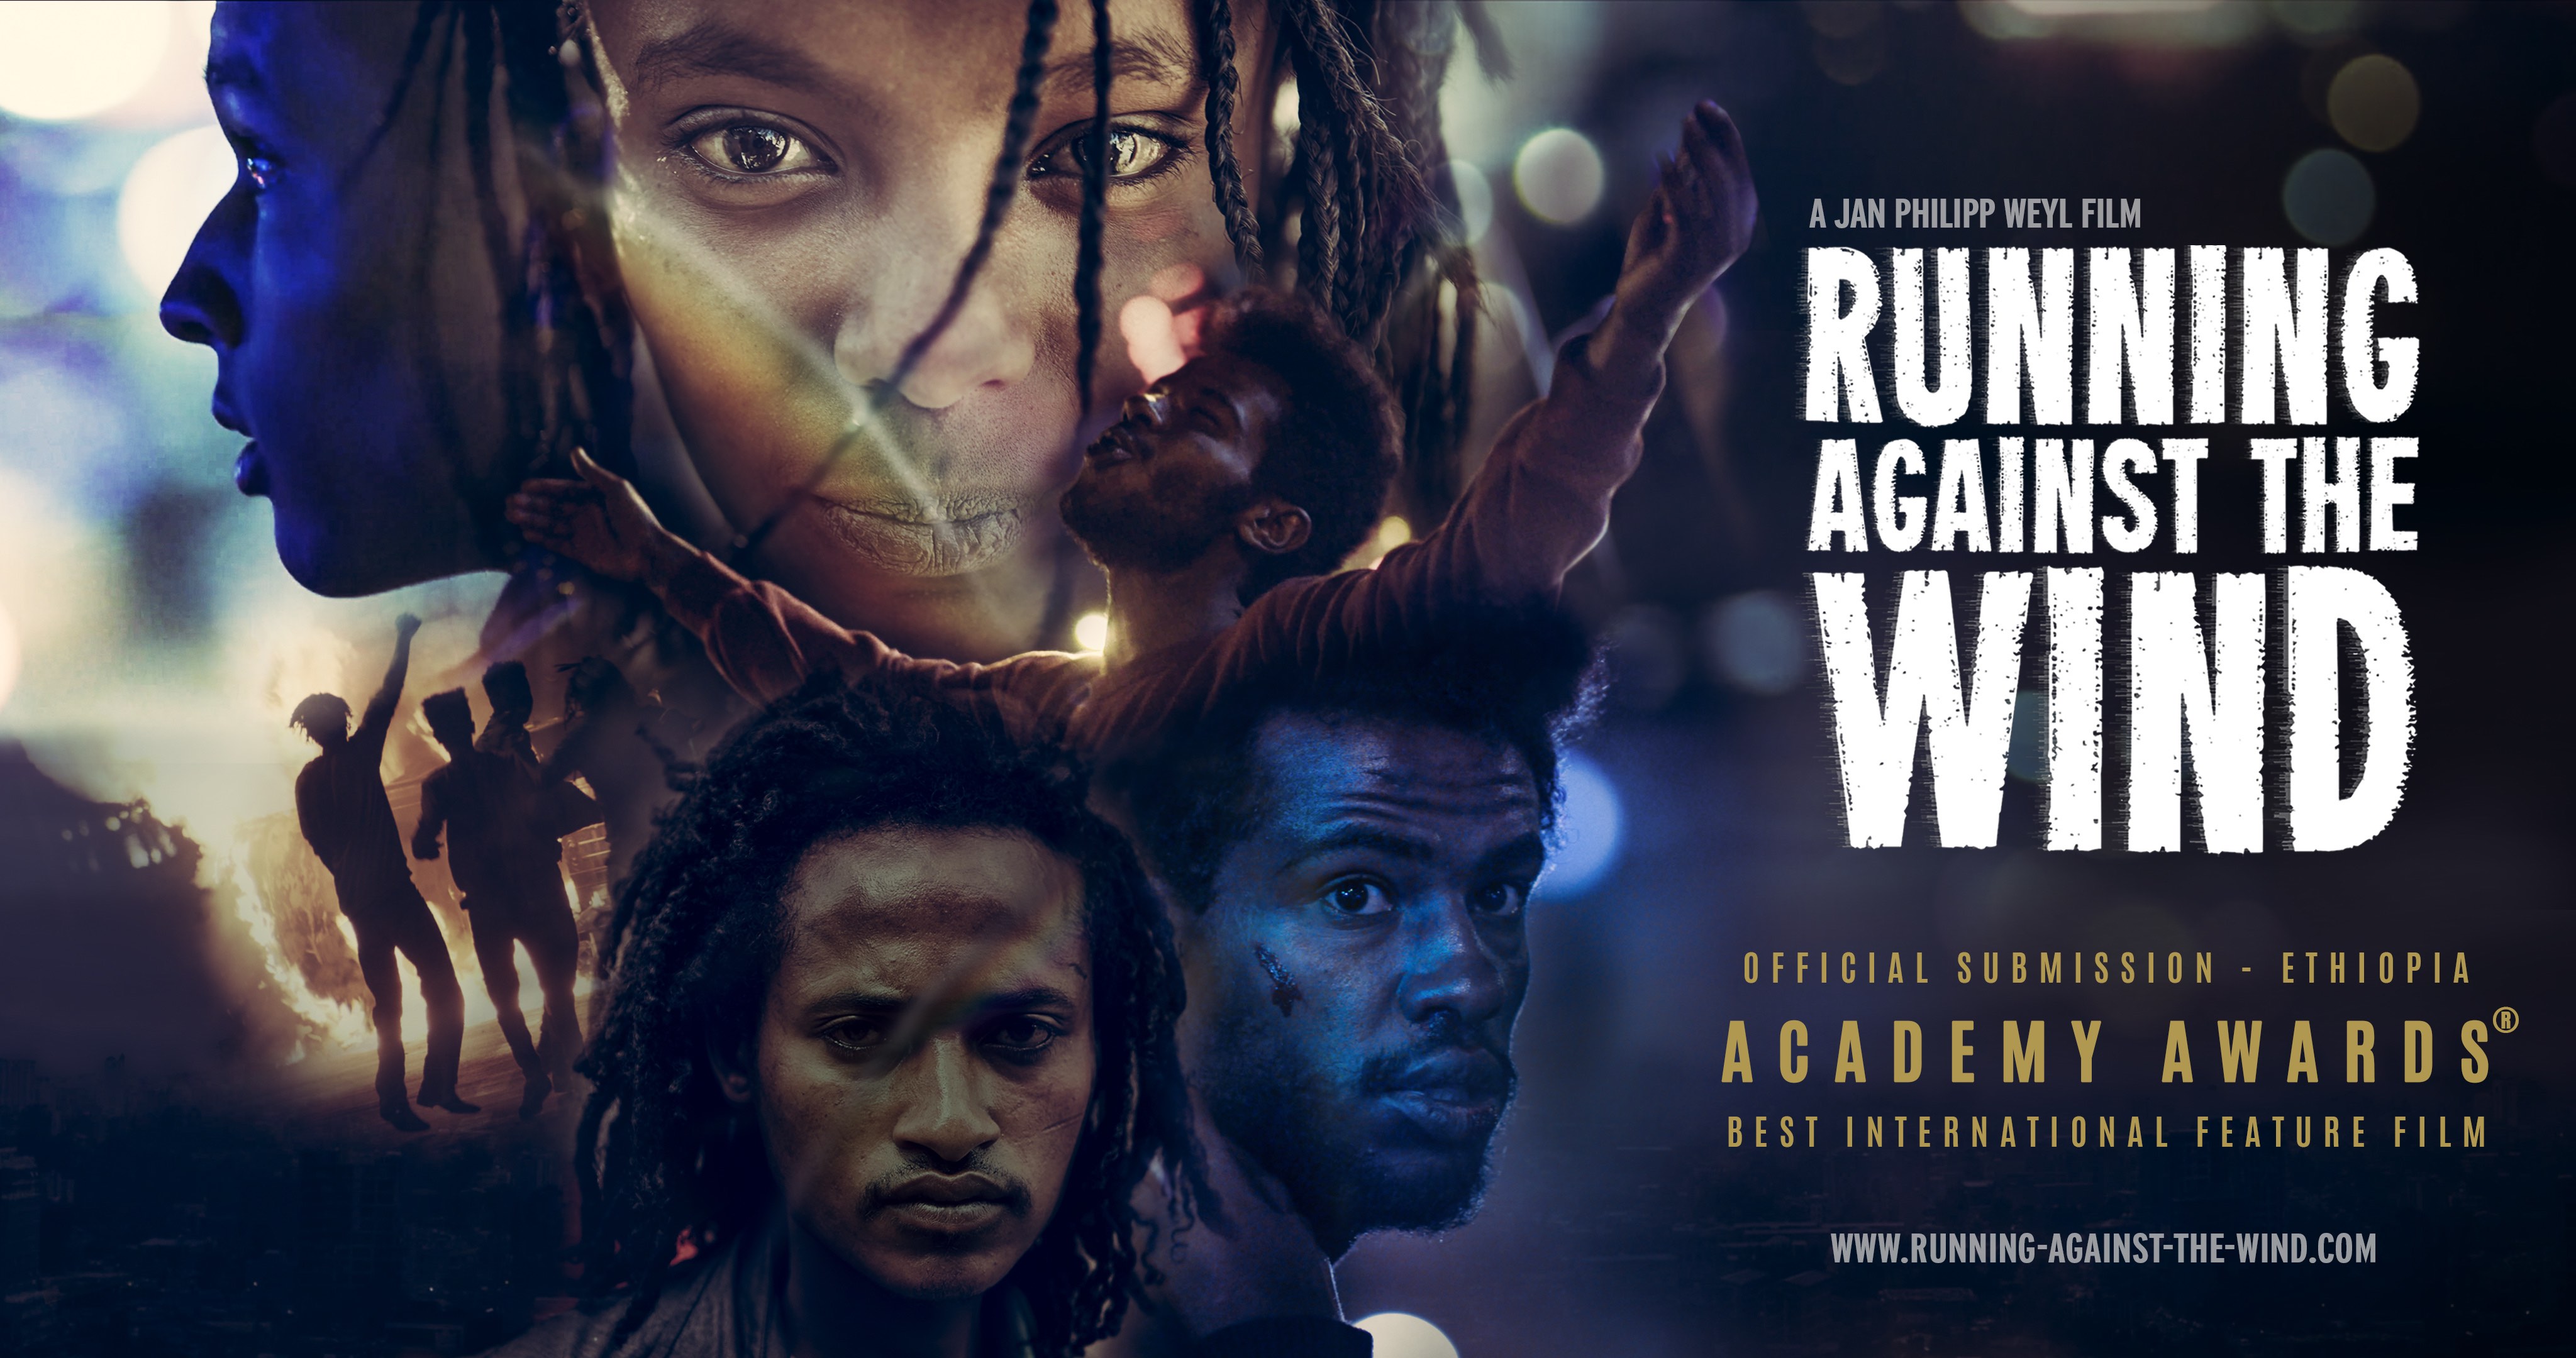 A JAN PHILIPP WEYL FILM
RUNNING
AGAINST THE
WIND
OFFICIAL SUBMISSION - ETHIOPIA
ACADEMY AWARDS®
BEST INTERNATIONAL FEATURE FILM
WWW.RUNNING-AGAINST-THE-WIND.COM